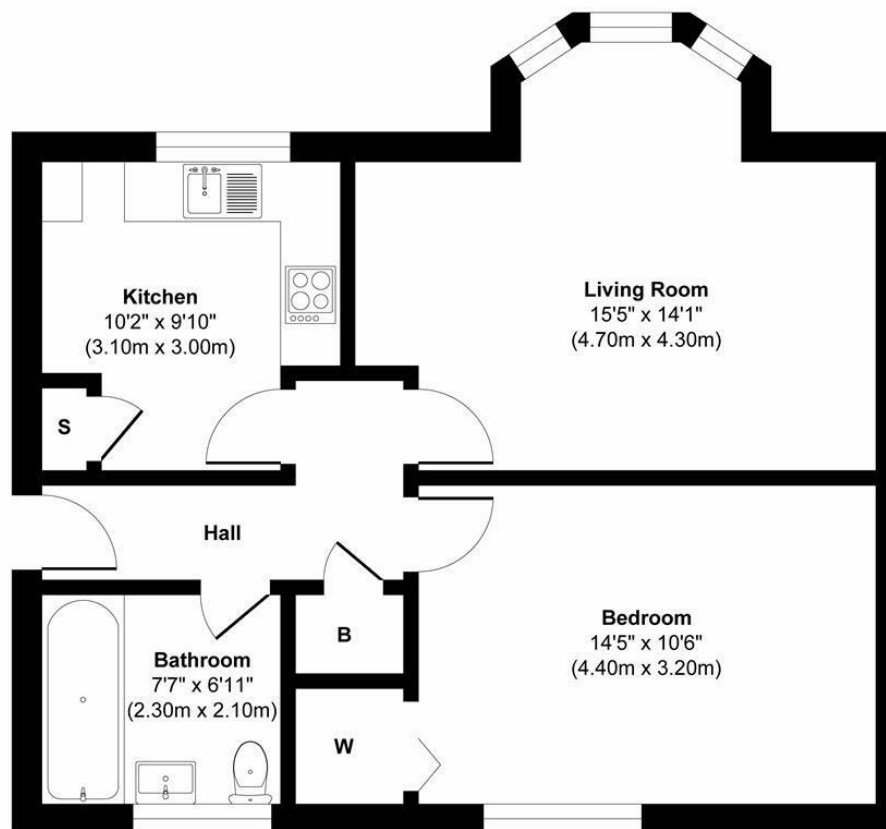 Kitchen
10'2" x 9'10"
(3.10m x 3.00m)
Living Room
15'5" x 14'1"
(4.70m x 4.30m)
S
Hall
B
Bathroom
7'7" x 6'11"
(2.30m x 2.10m)
Bedroom
14'5" x 10'6"
(4.40m x 3.20m)
W